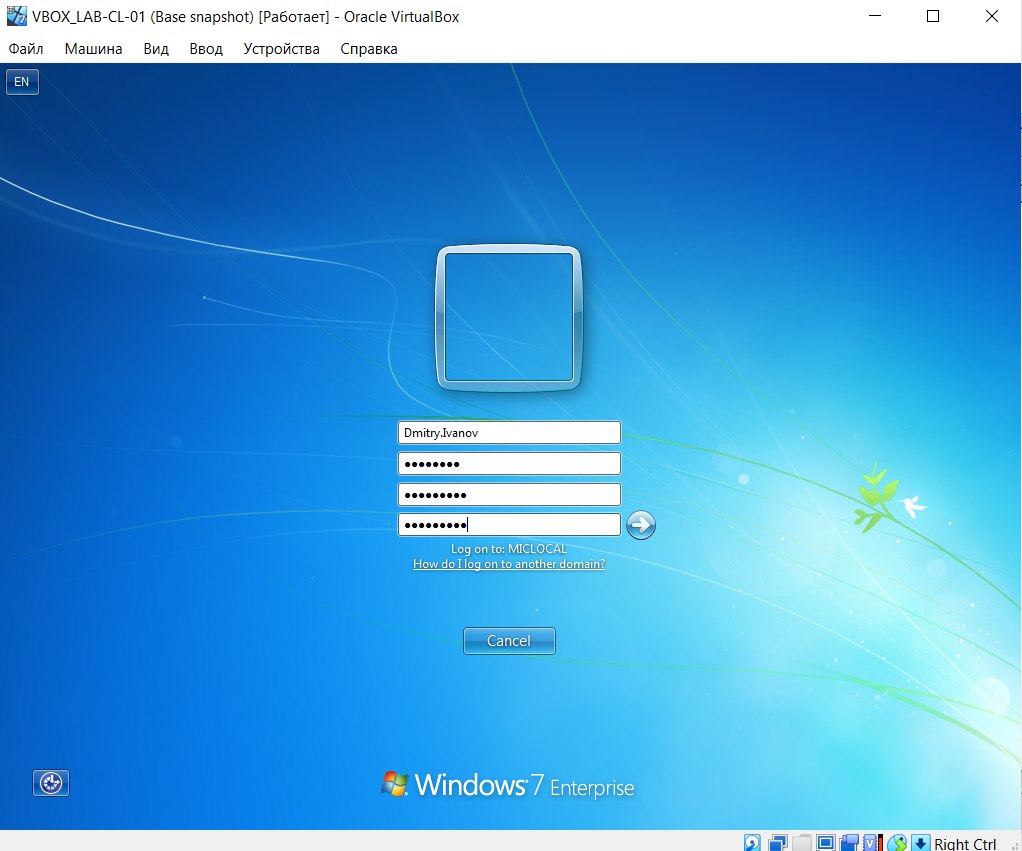 VBOX_LAB-CL-01 (Base snapshot) [Работает] - Oracle VirtualBox
Файл Машина Вид Ввод Устройства Справка
EN
Dmitry.Ivanov
●●●●●●●●
●●●●●●●●●
●●●●●●●●●
Log on to: MICLOCAL
How do I log on to another domain?
Cancel
Windows 7 Enterprise
Right Ctrl